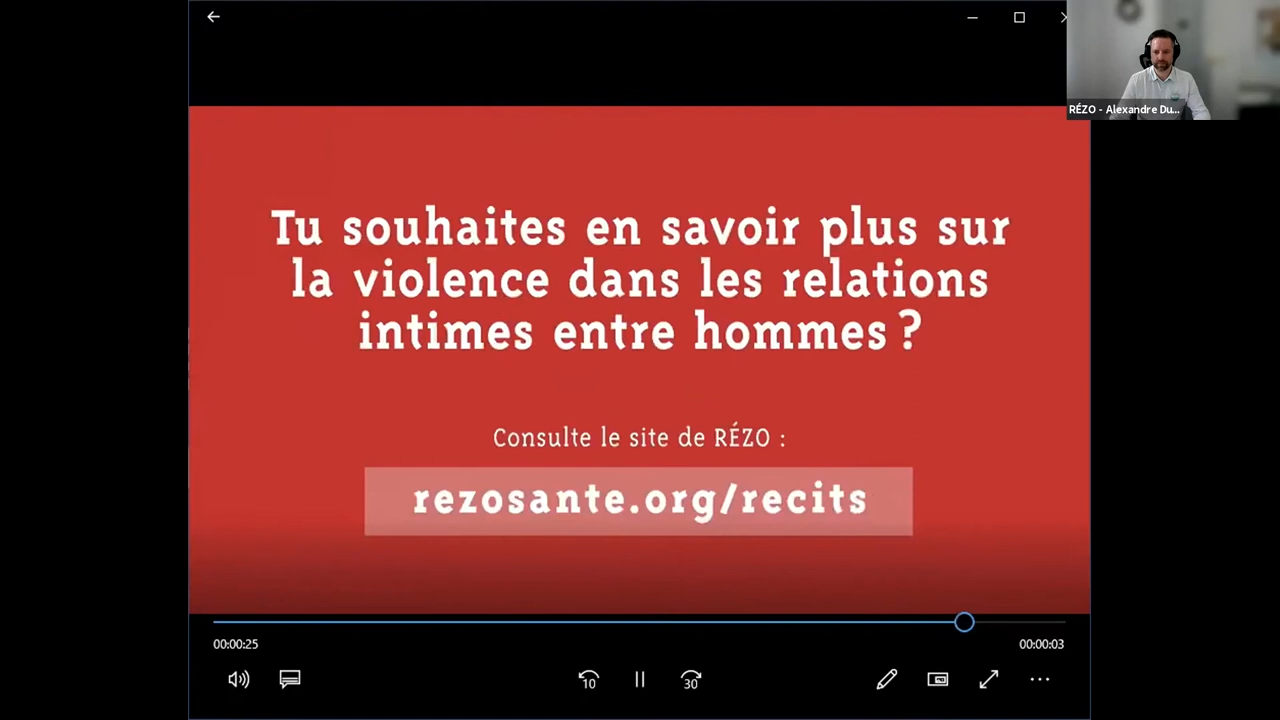 RÉZO - Alexandre Du...
Tu souhaites en savoir plus sur
la violence dans les relations
intimes entre hommes ?
Consulte le site de RÉZO :
rezosante.org/recits
00:00:25
00:00:03
10
30